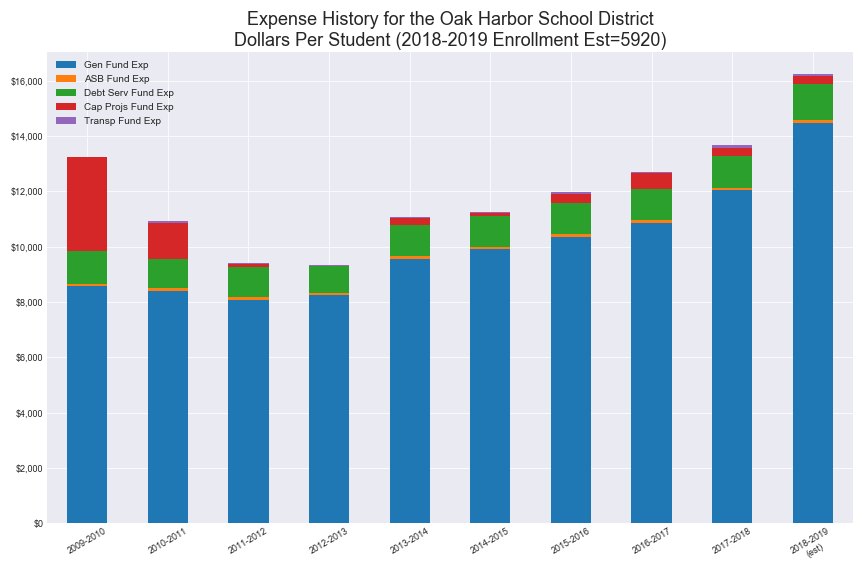 Expense History for the Oak Harbor School District
Dollars Per Student (2018-2019 Enrollment Est=5920)
Gen Fund Exp
ASB Fund Exp
Debt Serv Fund Exp
Cap Projs Fund Exp
Transp Fund Exp
$16,000
$14,000
$12,000
$10,000
$8,000
$6,000
$4,000
$2,000
$0
2009-2010
2010-2011
2011-2012
2012-2013
2013-2014
2014-2015
2015-2016
2016-2017
2017-2018
2018-2019
(est)